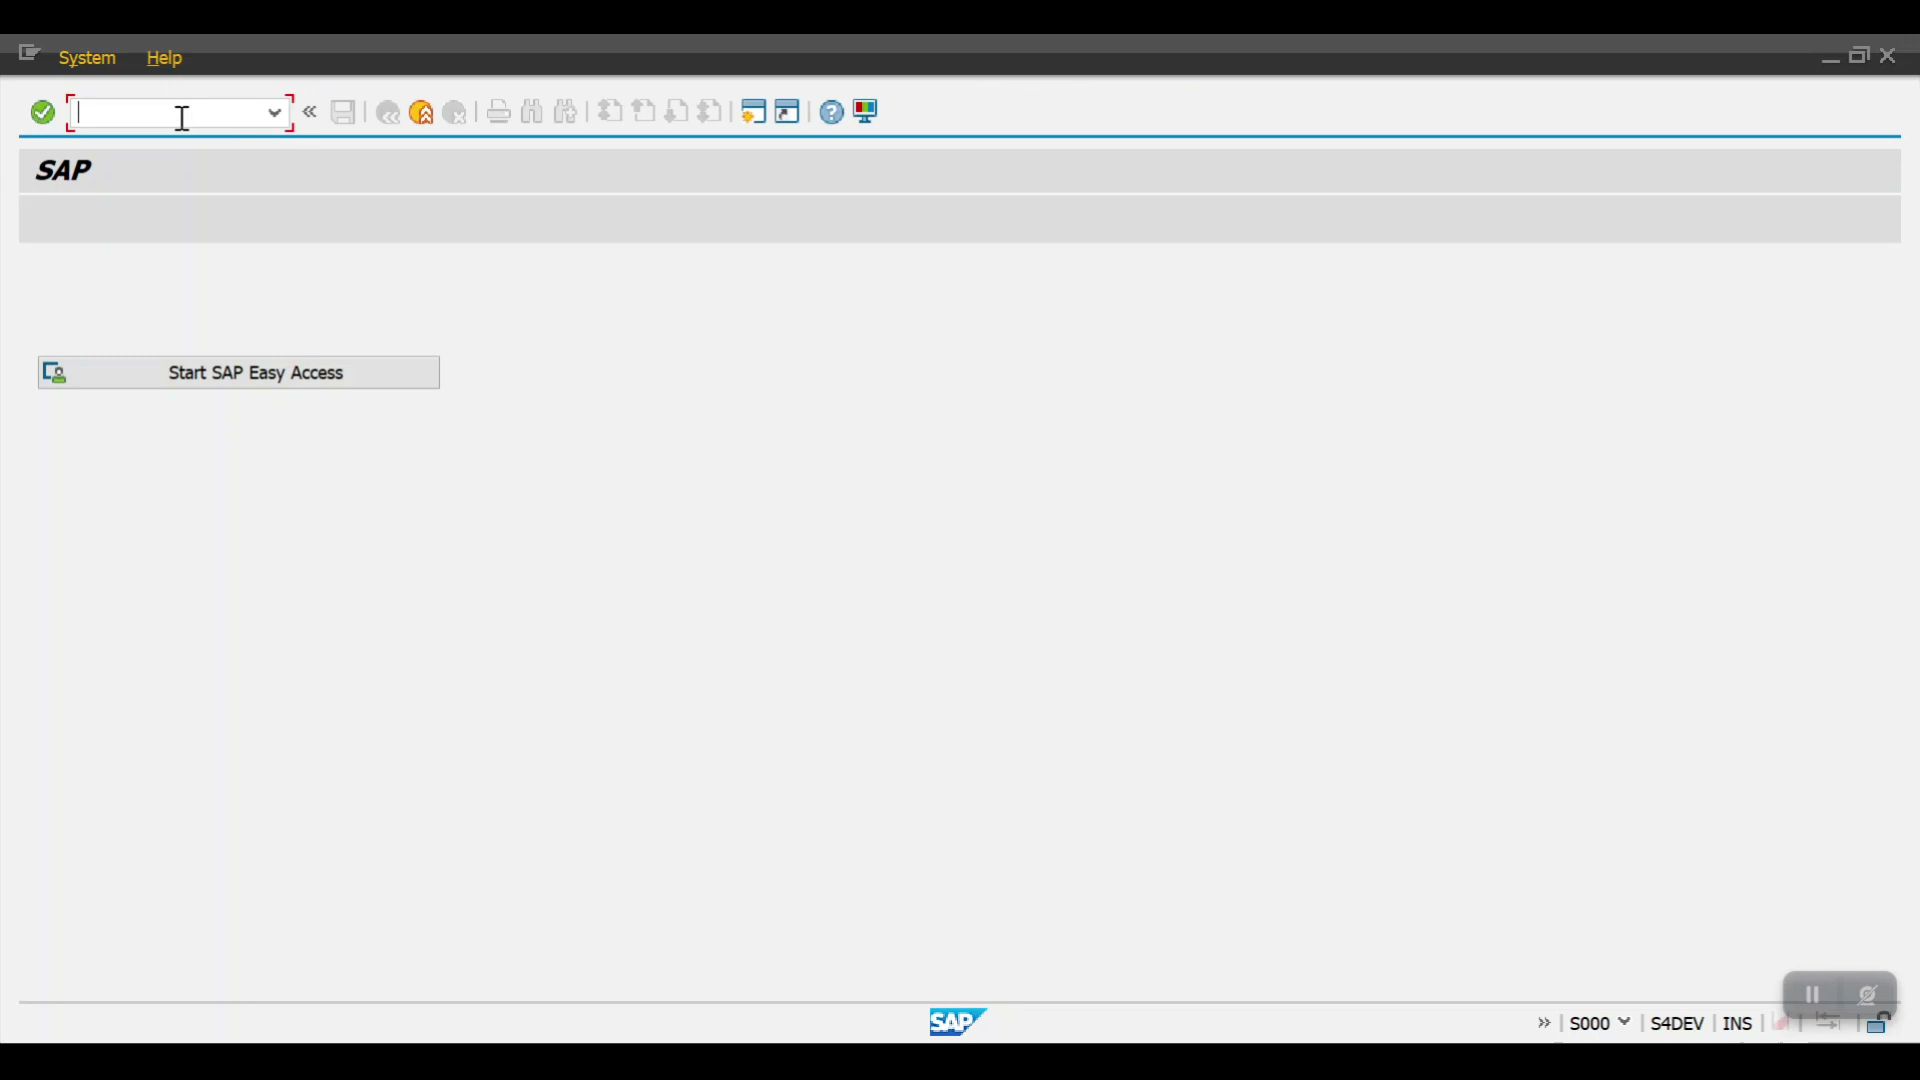 System Help
SAP
Start SAP Easy Access
SAP
S000 S4DEV INS